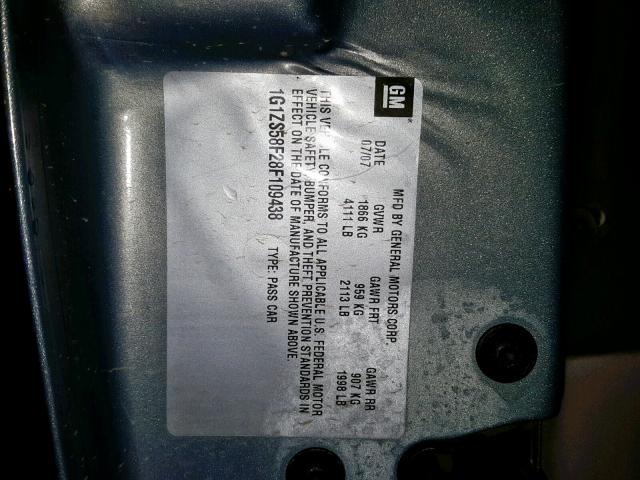 GM
MFD BY GENERAL MOTORS CORP.
DATE GVWR GAWR FRT GAWR RR
07/07 1866 KG 959 KG 907 KG
4111 LB 2113 LB 1998 LB
THIS VEHICLE CONFORMS TO ALL APPLICABLE U.S. FEDERAL MOTOR
VEHICLE SAFETY, BUMPER, AND THEFT PREVENTION STANDARDS IN
EFFECT ON THE DATE OF MANUFACTURE SHOWN ABOVE.
1G1ZS58F28F109438 TYPE: PASS CAR